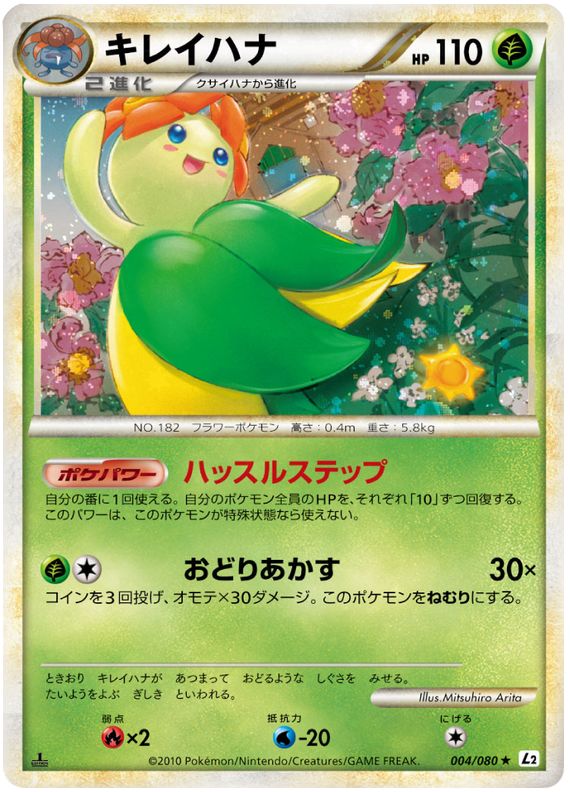 キレイハナ HP 110
2進化 クサイハナから進化
NO.182 フラワーポケモン 高さ:0.4m 重さ:5.8kg
ポケパワー ハッスルステップ
自分の番に1回使える。自分のポケモン全員のHPを、それぞれ「10」ずつ回復する。
このパワーは、このポケモンが特殊状態なら使えない。
おどりあかす 30×
コインを3回投げ、オモテ×30ダメージ。このポケモンをねむりにする。
ときおり キレイハナが あつまって おどるような しぐさを みせる。
たいようをよぶ ぎしき と いわれる。
Illus.Mitsuhiro Arita
弱点 抵抗力 にげる
×2 -20
©2010 Pokémon/Nintendo/Creatures/GAME FREAK.
004/080 ★ L2
1 EDITION